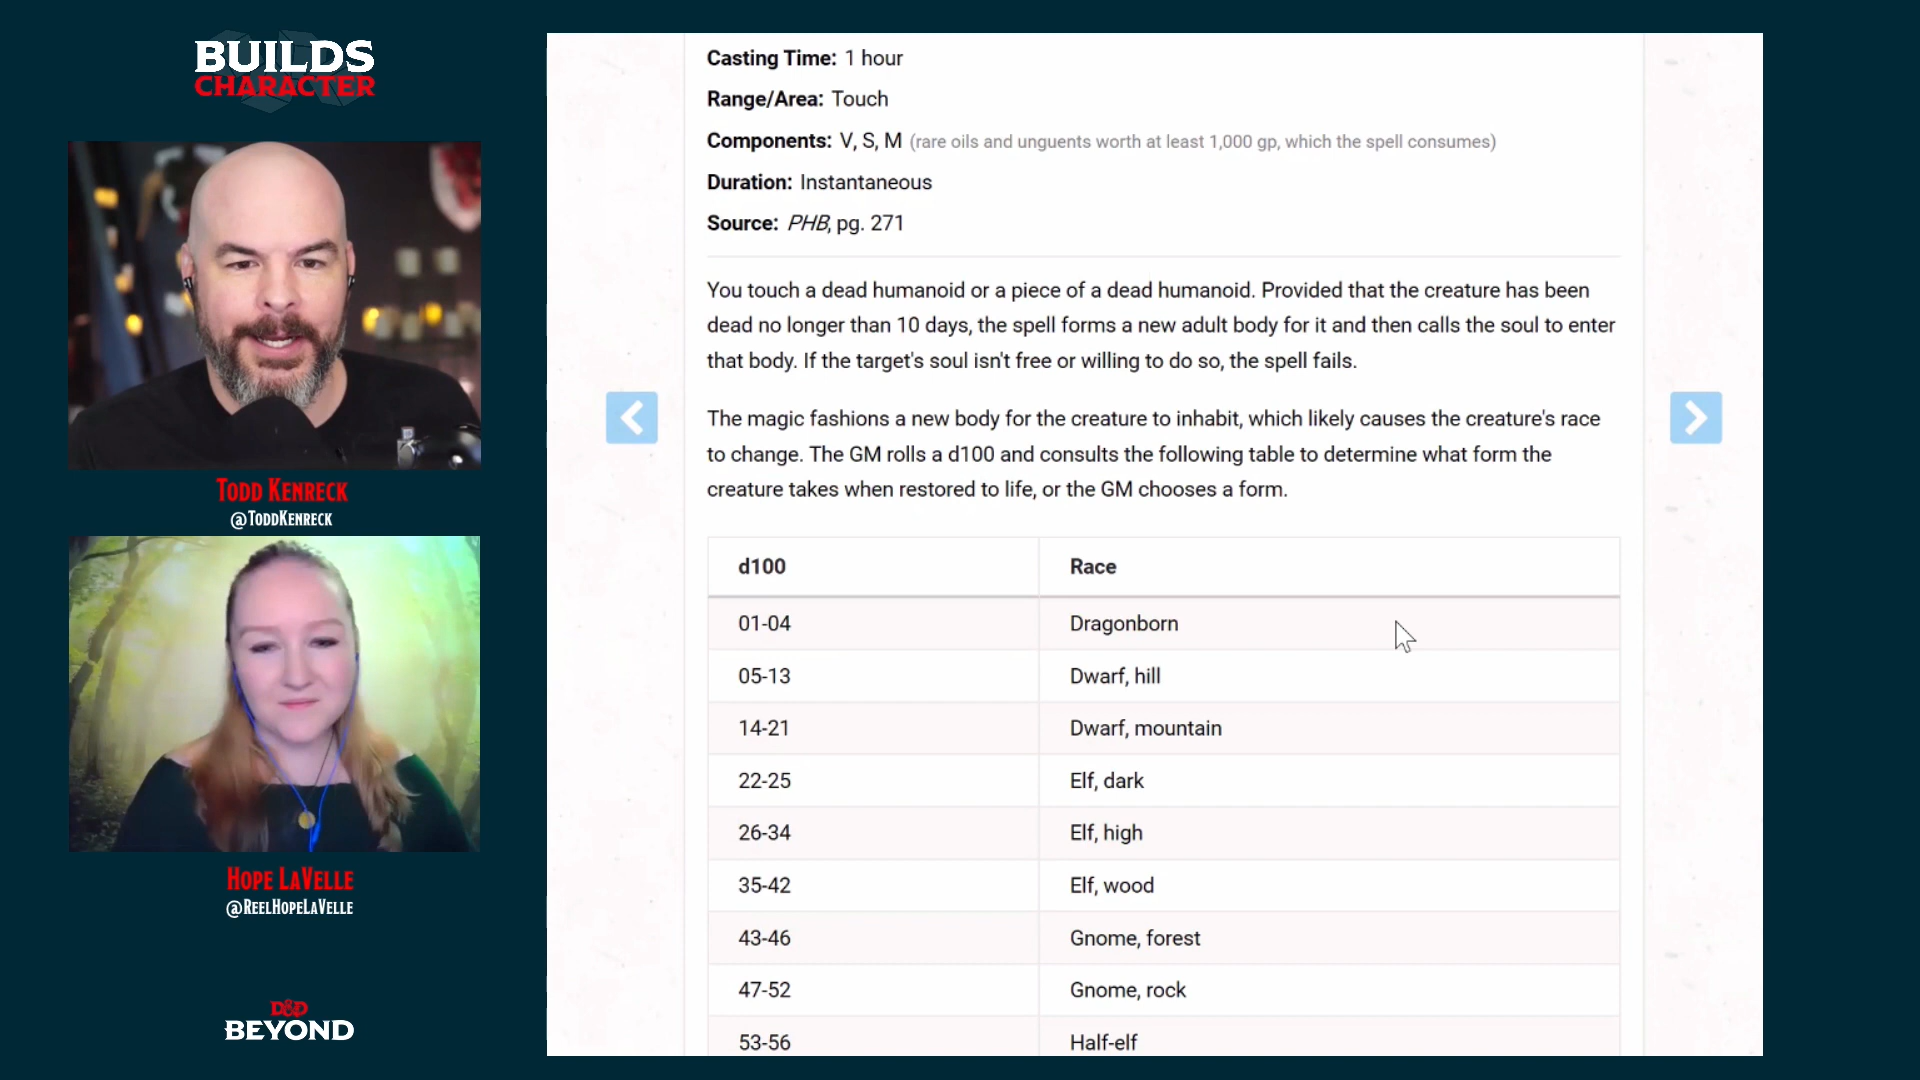 BUILDS
CHARACTER
TODD KENRECK
@TODDKENRECK
HOPE LAVELLE
@REELHOPELAVELLE
D&D
BEYOND
Casting Time: 1 hour
Range/Area: Touch
Components: V, S, M (rare oils and unguents worth at least 1,000 gp, which the spell consumes)
Duration: Instantaneous
Source: PHB, pg. 271
You touch a dead humanoid or a piece of a dead humanoid. Provided that the creature has been
dead no longer than 10 days, the spell forms a new adult body for it and then calls the soul to enter
that body. If the target's soul isn't free or willing to do so, the spell fails.
The magic fashions a new body for the creature to inhabit, which likely causes the creature's race
to change. The GM rolls a d100 and consults the following table to determine what form the
creature takes when restored to life, or the GM chooses a form.
d100 Race
01-04 Dragonborn
05-13 Dwarf, hill
14-21 Dwarf, mountain
22-25 Elf, dark
26-34 Elf, high
35-42 Elf, wood
43-46 Gnome, forest
47-52 Gnome, rock
53-56 Half-elf